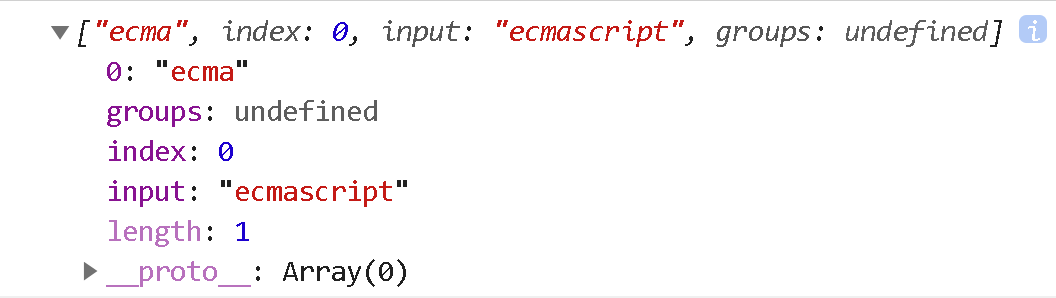 ▼["ecma", index: 0, input: "ecmascript", groups: undefined] i
0: "ecma"
groups: undefined
index: 0
input: "ecmascript"
length: 1
▶__proto__: Array(0)